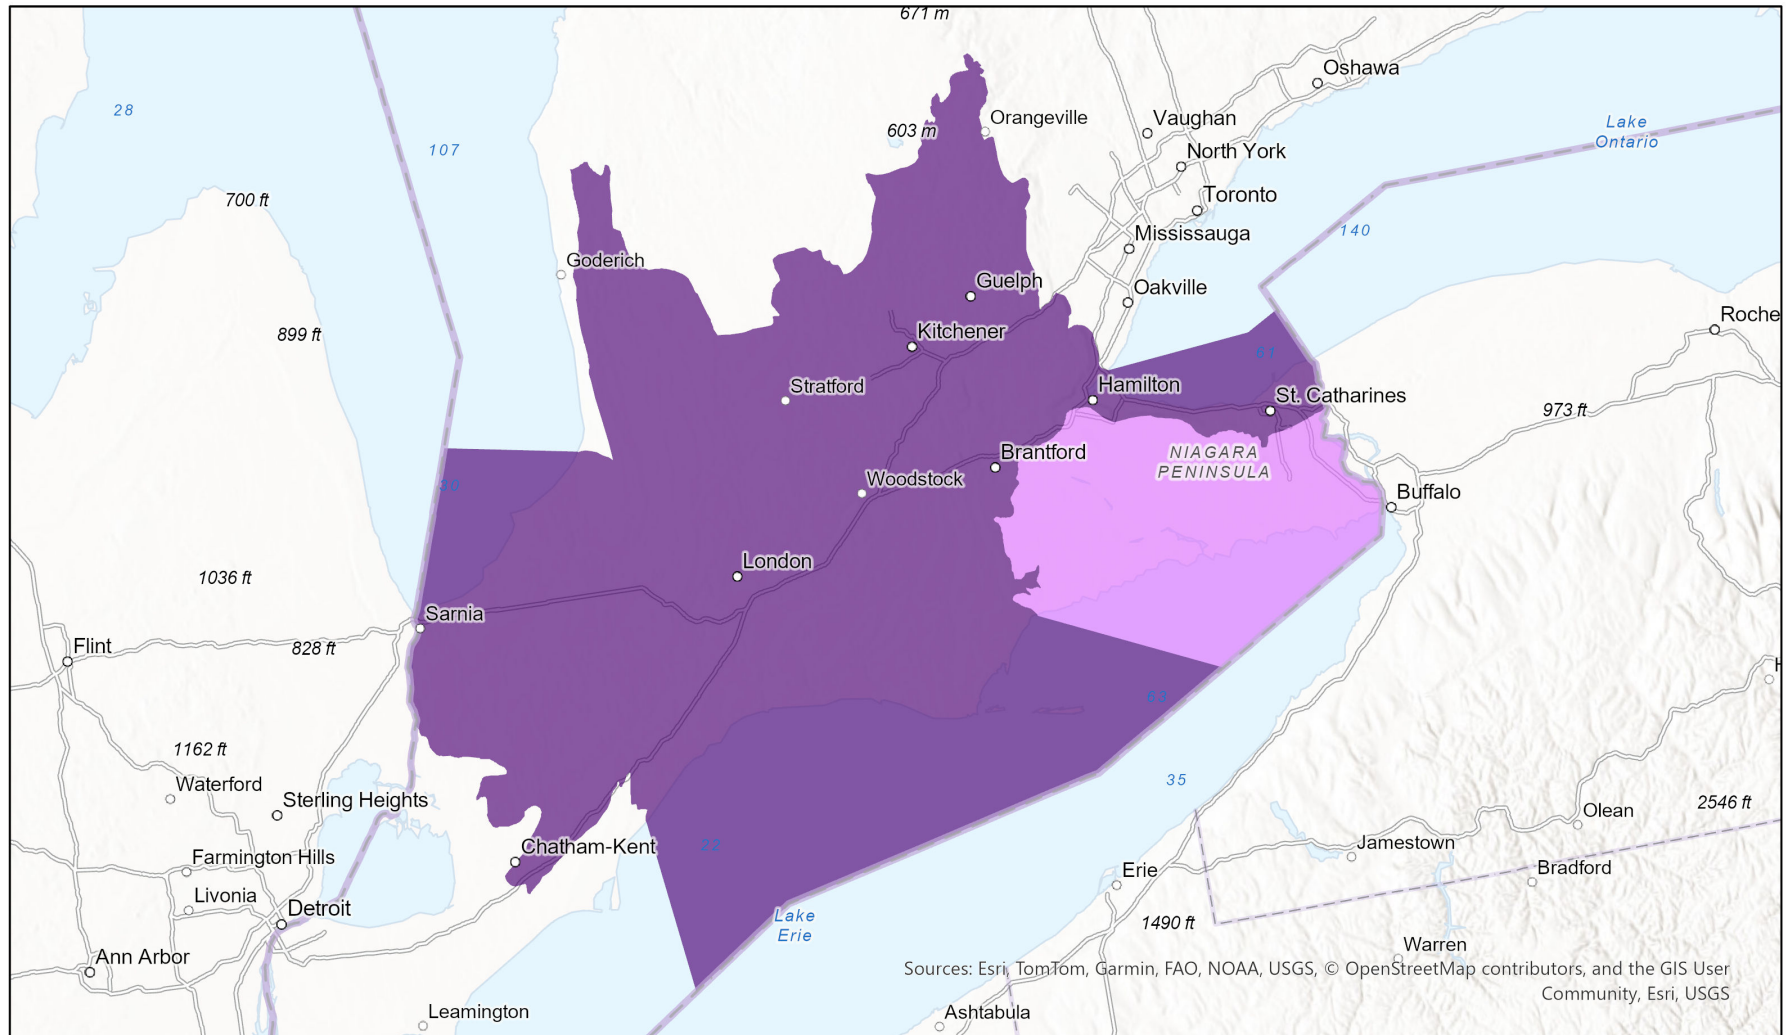 671 m
Oshawa
28
Orangeville
Vaughan
603 m
Lake
Ontario
107
North York
700 ft
Toronto
140
Mississauga
Goderich
Guelph
Oakville
899 ft
Roche
Kitchener
61
Stratford
Hamilton
St. Catharines
973 ft
Brantford
NIAGARA
PENINSULA
Woodstock
30
Buffalo
London
1036 ft
Sarnia
Flint
828 ft
H
63
1162 ft
Waterford
35
Sterling Heights
2546 ft
Olean
Chatham-Kent
22
Jamestown
Farmington Hills
Erie
Bradford
Livonia
Detroit
Lake
Erie
1490 ft
Warren
Ann Arbor
Sources: Esri, TomTom, Garmin, FAO, NOAA, USGS, © OpenStreetMap contributors, and the GIS User
Community, Esri, USGS
Leamington
Ashtabula